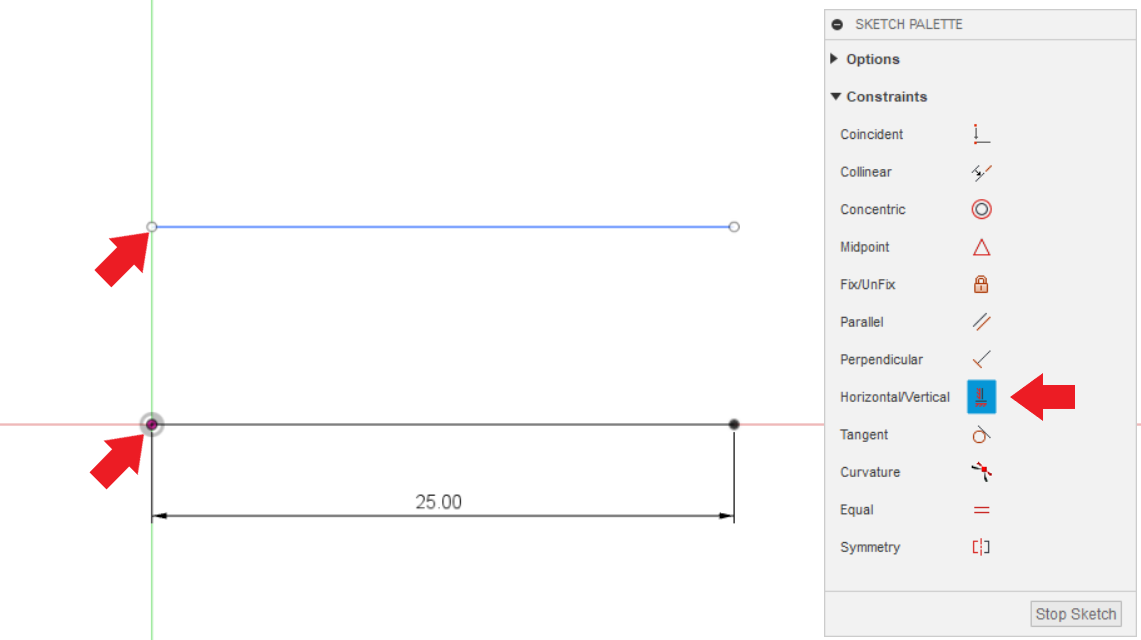 SKETCH PALETTE
Options
Constraints
Coincident
Collinear
Concentric
Midpoint
Fix/UnFix
Parallel
Perpendicular
Horizontal/Vertical
Tangent
Curvature
Equal
Symmetry
Stop Sketch
25.00